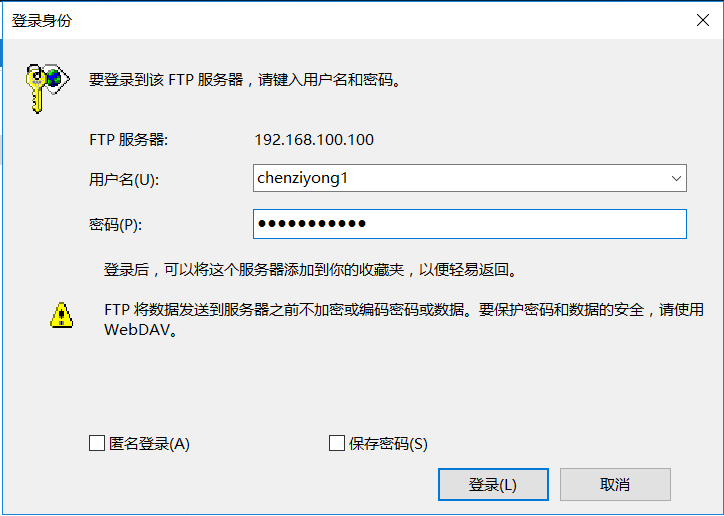 登录身份
要登录到该 FTP 服务器，请键入用户名和密码。
FTP 服务器: 192.168.100.100
用户名(U): chenziyong1
密码(P): ●●●●●●●●●●●
登录后，可以将这个服务器添加到你的收藏夹，以便轻易返回。
FTP 将数据发送到服务器之前不加密或编码密码或数据。要保护密码和数据的安全，请使用
WebDAV。
匿名登录(A) 保存密码(S)
登录(L) 取消